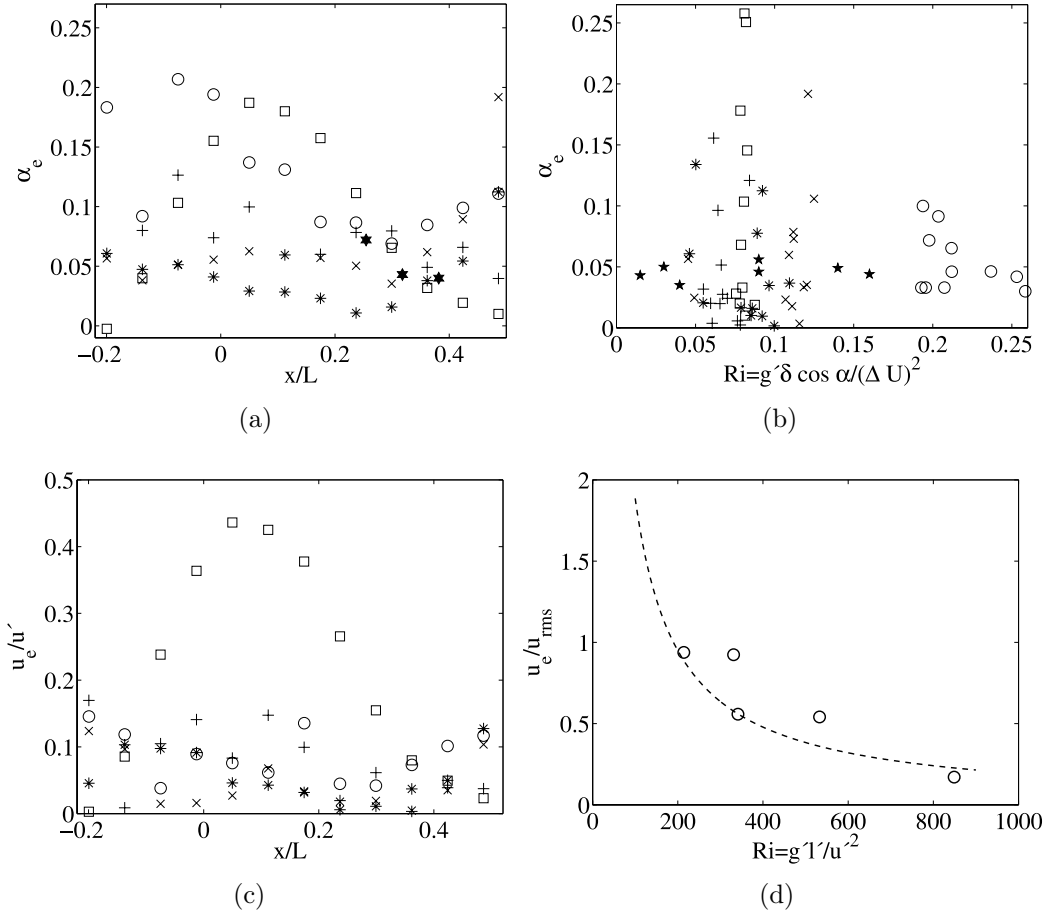 0.25
0.2
0.15
0.1
0.05
0
α_e
−0.2 0 0.2 0.4
x/L
(a)
0.25
0.2
0.15
0.1
0.05
0
α_e
0.05 0.1 0.15 0.2 0.25
Ri=g´δ cos α/(Δ U)^2
(b)
0.5
0.4
0.3
0.2
0.1
0
u_e/u´
−0.2 0 0.2 0.4
x/L
(c)
2
1.5
1
0.5
0
u_e/u_rms
0 200 400 600 800 1000
Ri=g´l´/u´^2
(d)